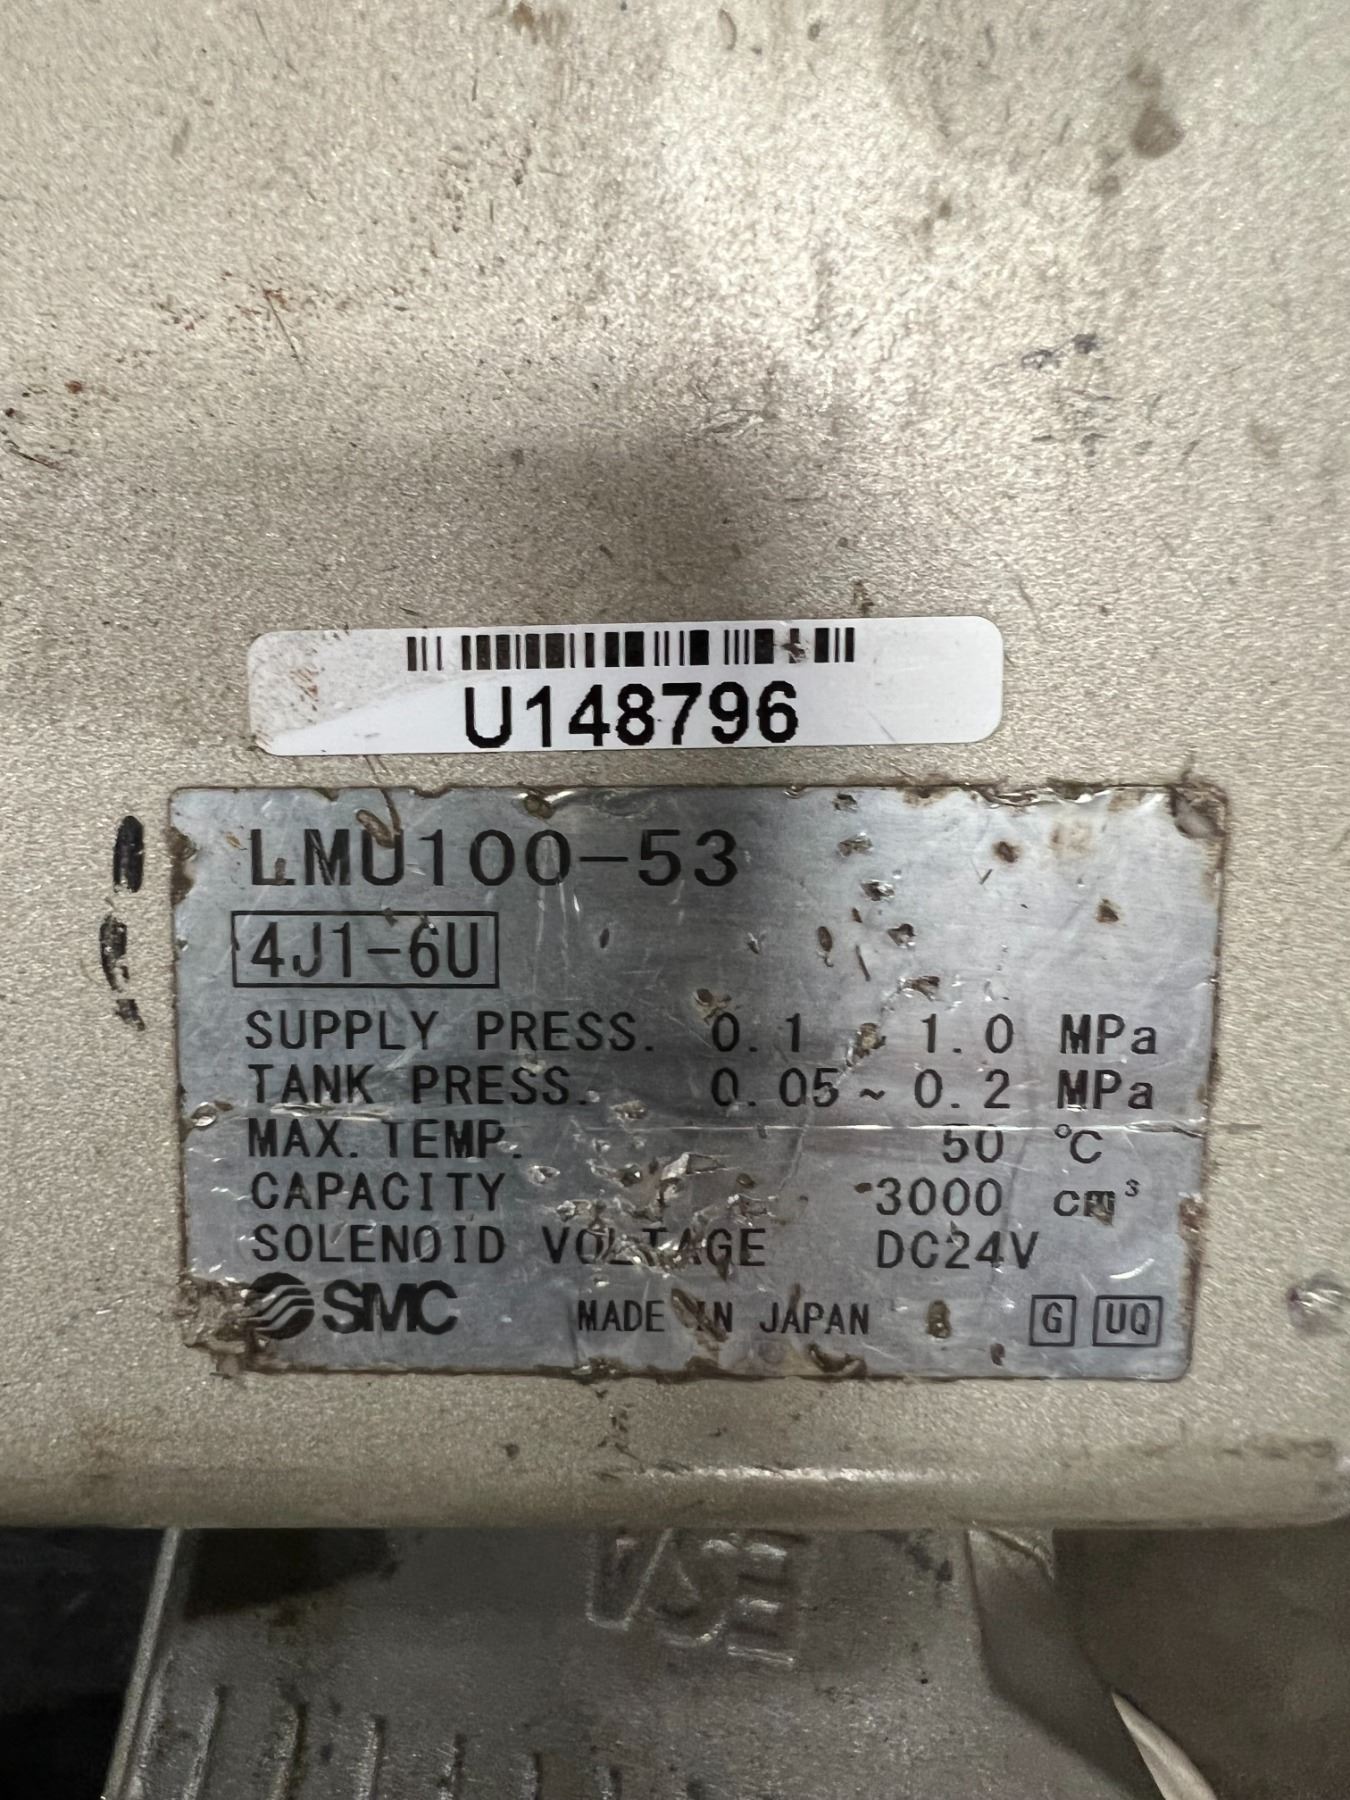 U148796
LMU100-53
4J1-6U
SUPPLY PRESS. 0.1 ~ 1.0 MPa
TANK PRESS. 0.05~0.2 MPa
MAX. TEMP. 50 °C
CAPACITY 3000 cm³
SOLENOID VOLTAGE DC24V
SMC MADE IN JAPAN G UQ